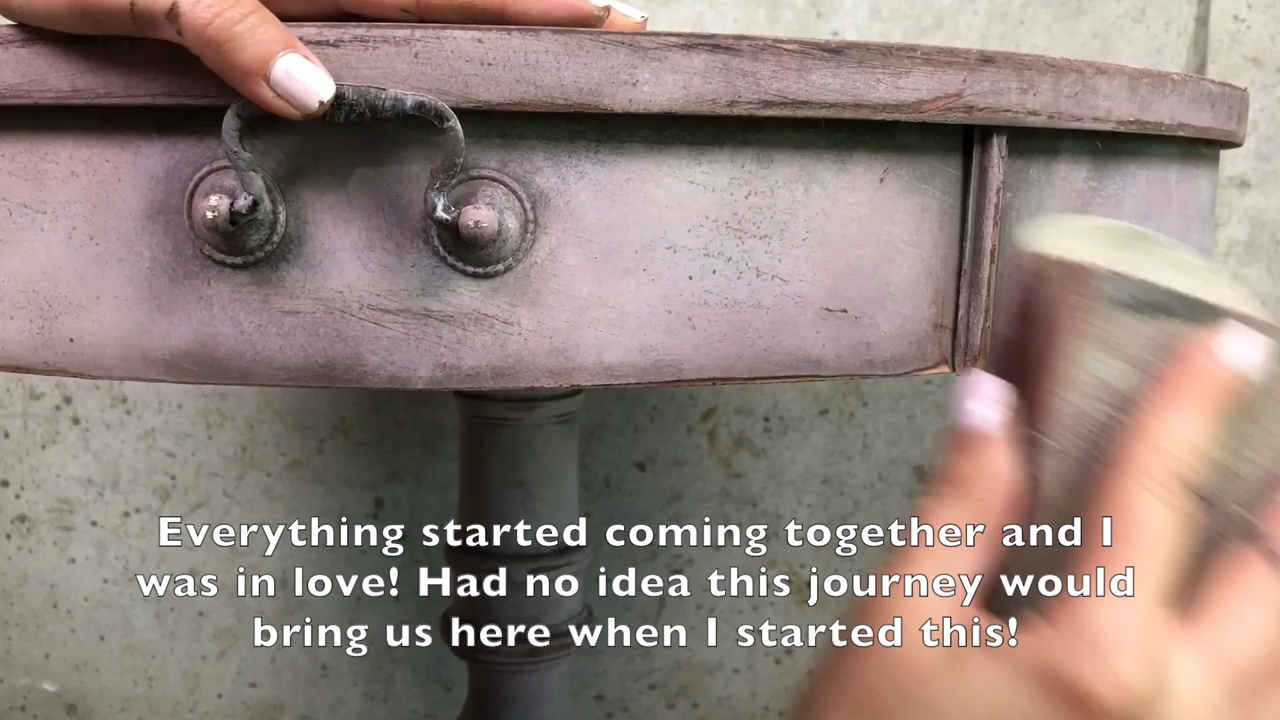 Everything started coming together and I
was in love! Had no idea this journey would
bring us here when I started this!